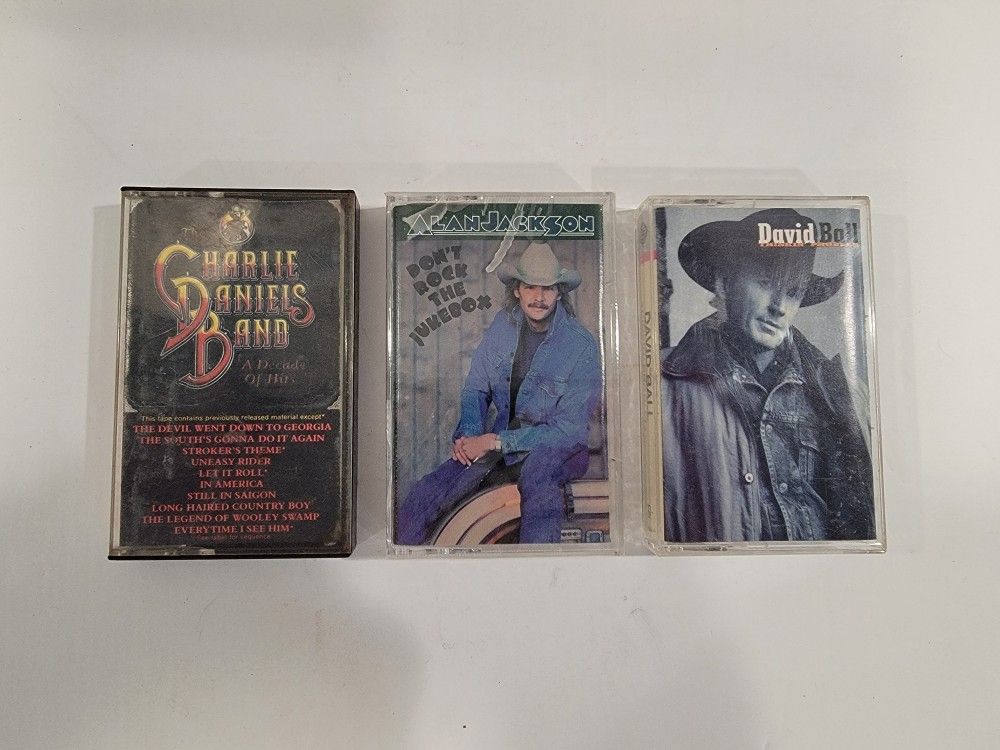 CHARLIE
DANIELS
BAND
A Decade
Of Hits
This tape contains previously released material except*
THE DEVIL WENT DOWN TO GEORGIA
THE SOUTH'S GONNA DO IT AGAIN
STROKER'S THEME*
UNEASY RIDER
LET IT ROLL*
IN AMERICA
STILL IN SAIGON
LONG HAIRED COUNTRY BOY
THE LEGEND OF WOOLEY SWAMP
EVERYTIME I SEE HIM*
*See label for sequence
ALAN JACKSON
DON'T
ROCK
THE
JUKEBOX
David Ball
THINKIN' PROBLEM
DAVID BALL